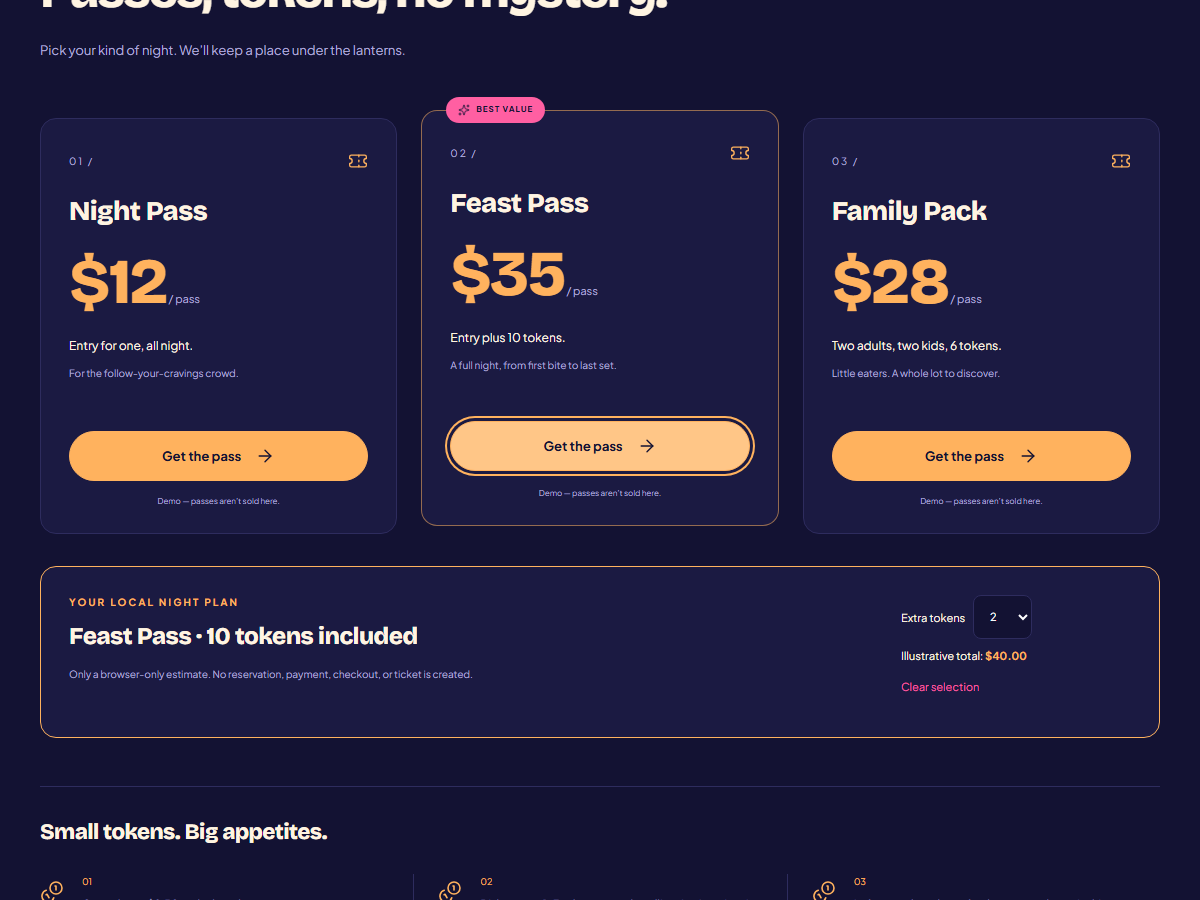 Passes, tokens, no mystery.
Pick your kind of night. We'll keep a place under the lanterns.
01 /
Night Pass
$12 / pass
Entry for one, all night.
For the follow-your-cravings crowd.
Get the pass
Demo — passes aren't sold here.
BEST VALUE
02 /
Feast Pass
$35 / pass
Entry plus 10 tokens.
A full night, from first bite to last set.
Get the pass
Demo — passes aren't sold here.
03 /
Family Pack
$28 / pass
Two adults, two kids, 6 tokens.
Little eaters. A whole lot to discover.
Get the pass
Demo — passes aren't sold here.
YOUR LOCAL NIGHT PLAN
Feast Pass · 10 tokens included
Only a browser-only estimate. No reservation, payment, checkout, or ticket is created.
Extra tokens 2
Illustrative total: $40.00
Clear selection
Small tokens. Big appetites.
01
02
03